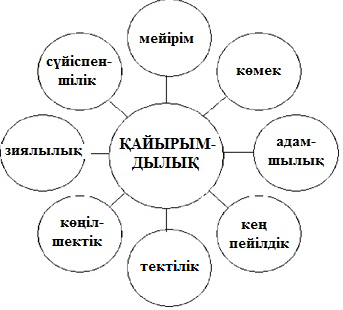 мейірім
сүйіспен-
шілік
көмек
зиялылық
ҚАЙЫРЫМ-
ДЫЛЫҚ
адам-
шылық
көңіл-
шектік
кең
пейілдік
тектілік